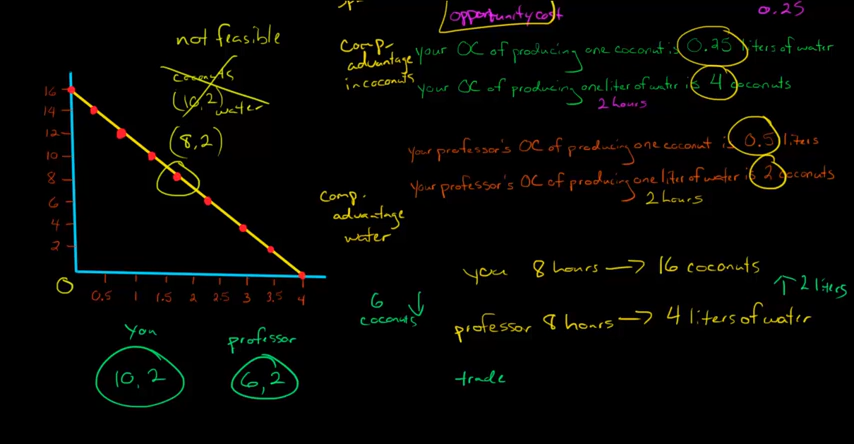 opportunity cost
0.25
not feasible
coconuts
(10,2) water
(8,2)
Comp.
advantage
in coconuts
your OC of producing one coconut is 0.25 liters of water
your OC of producing one liter of water is 4 coconuts
2 hours
your professor's OC of producing one coconut is 0.5 liters
your professor's OC of producing one liter of water is 2 coconuts
2 hours
comp.
advantage
water
16
14
12
10
8
6
4
2
0
0.5 1 1.5 2 2.5 3 3.5 4
you 8 hours → 16 coconuts
↑ 2 liters
6
coconuts ↓
professor 8 hours → 4 liters of water
trade
You
10, 2
professor
6, 2